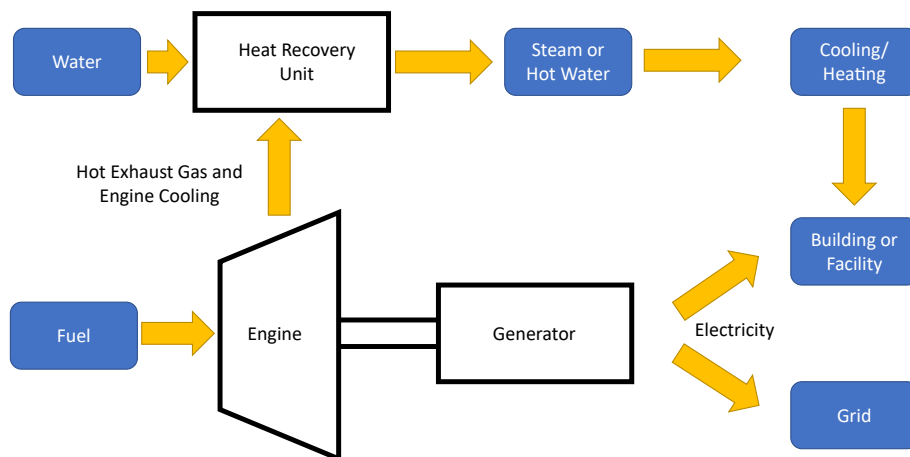 Water
Heat Recovery
Unit
Steam or
Hot Water
Cooling/
Heating
Hot Exhaust Gas and
Engine Cooling
Building or
Facility
Fuel
Engine
Generator
Electricity
Grid